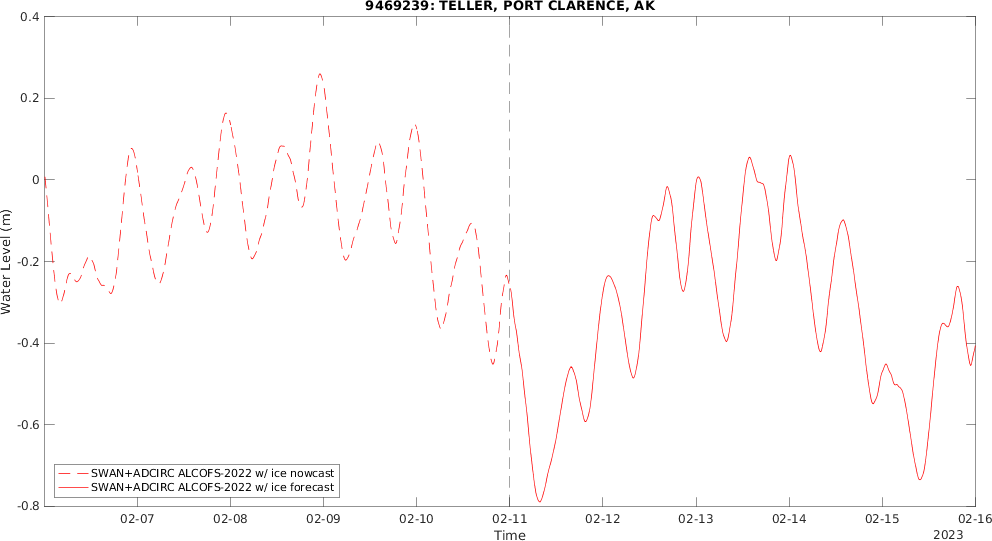 9469239: TELLER, PORT CLARENCE, AK
0.4
0.2
0
-0.2
-0.4
-0.6
-0.8
Water Level (m)
SWAN+ADCIRC ALCOFS-2022 w/ ice nowcast
SWAN+ADCIRC ALCOFS-2022 w/ ice forecast
02-07 02-08 02-09 02-10 02-11 02-12 02-13 02-14 02-15 02-16
Time
2023